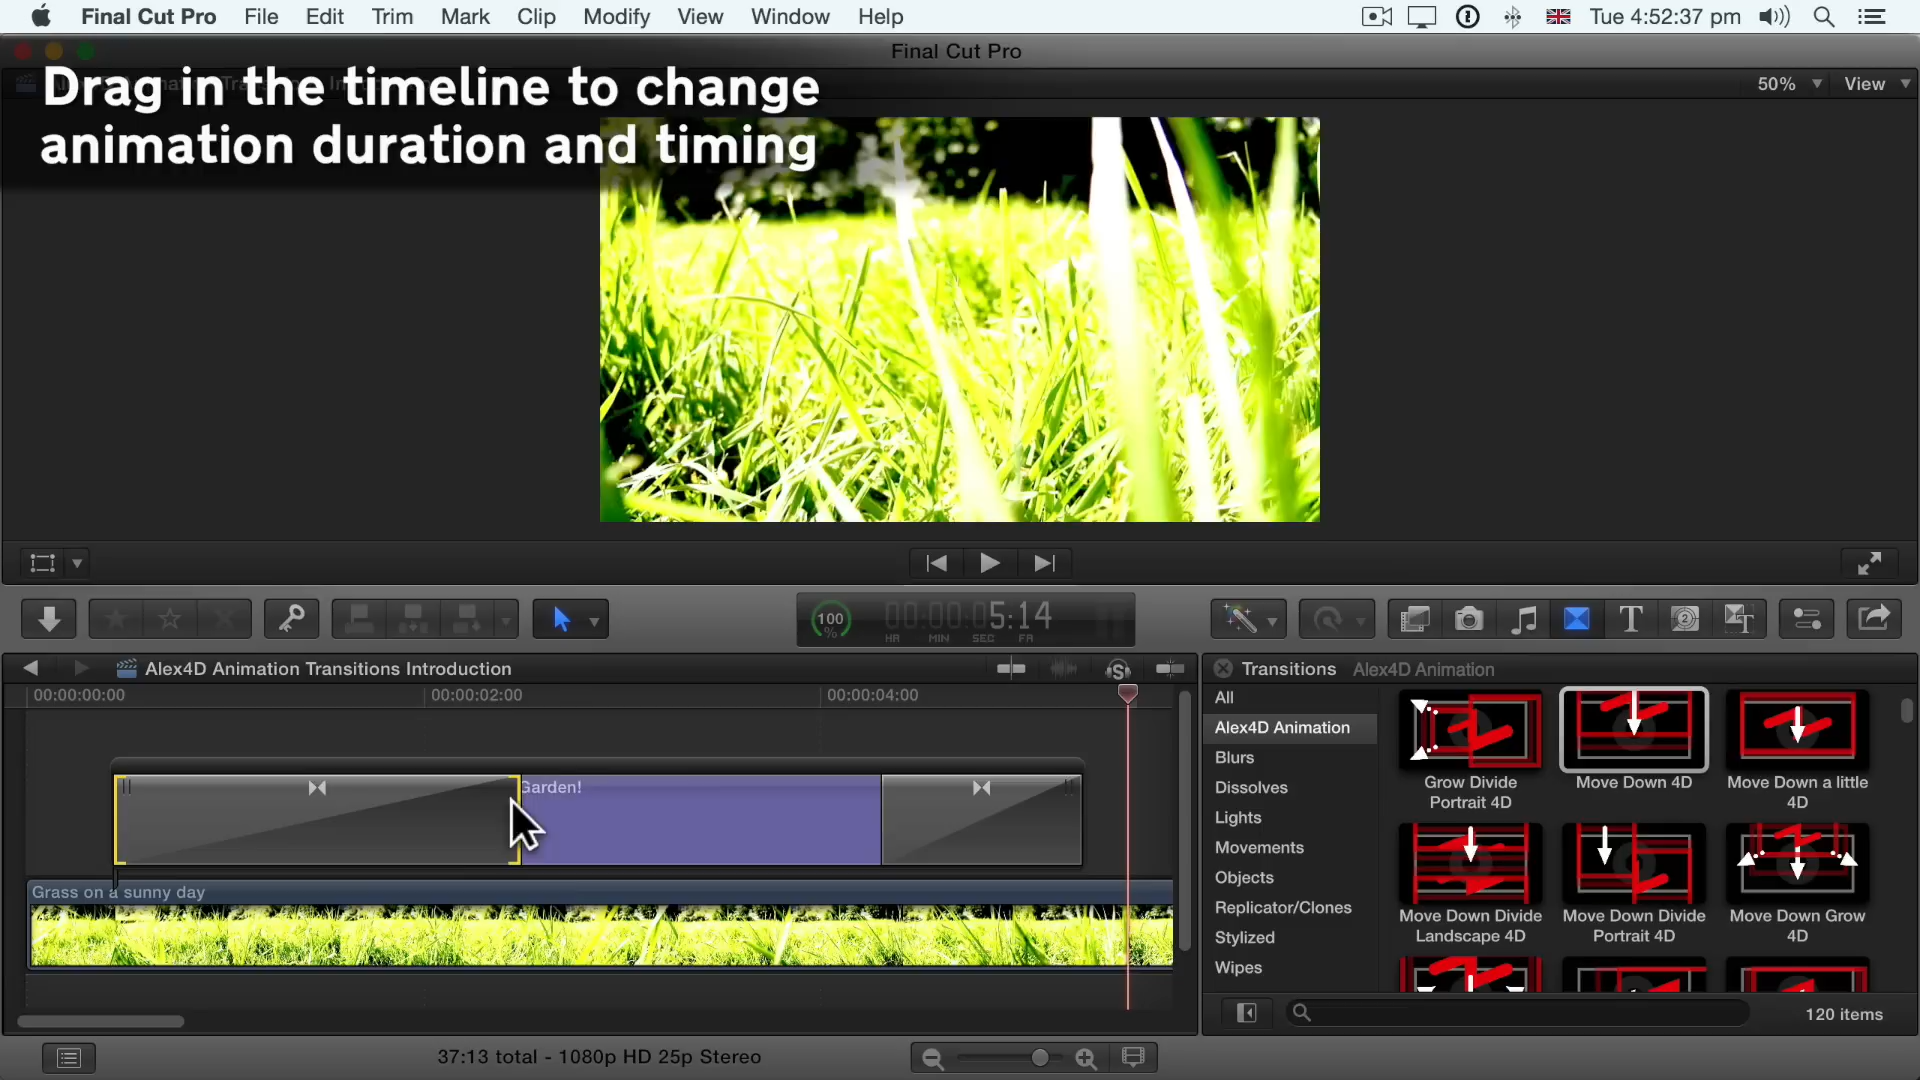 Final Cut Pro File Edit Trim Mark Clip Modify View Window Help Tue 4:52:37 pm
Final Cut Pro
50% View
Drag in the timeline to change
animation duration and timing
100 % 00:00:05:14
HR MIN SEC FA
Alex4D Animation Transitions Introduction
00:00:00:00 00:00:02:00 00:00:04:00
Garden!
Grass on a sunny day
37:13 total - 1080p HD 25p Stereo
Transitions Alex4D Animation
All
Alex4D Animation
Blurs
Dissolves
Lights
Movements
Objects
Replicator/Clones
Stylized
Wipes
Grow Divide
Portrait 4D
Move Down 4D
Move Down a little
4D
Move Down Divide
Landscape 4D
Move Down Divide
Portrait 4D
Move Down Grow
4D
120 items